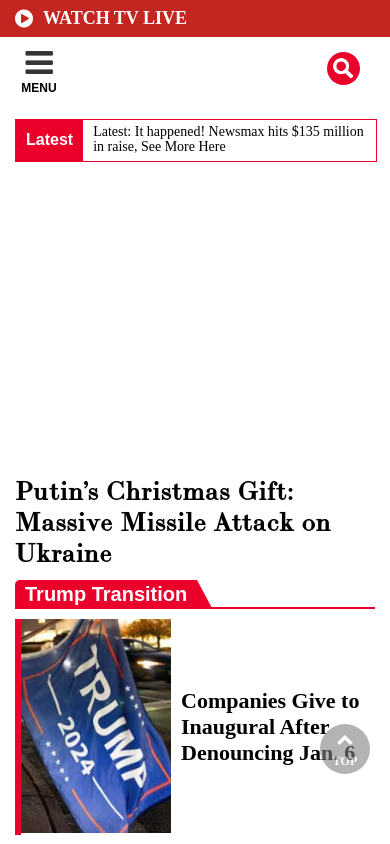 WATCH TV LIVE
MENU
Latest
Latest: It happened! Newsmax hits $135 million
in raise, See More Here
Putin’s Christmas Gift:
Massive Missile Attack on
Ukraine
Trump Transition
TRUMP
2024
Companies Give to
Inaugural After
Denouncing Jan. 6
TOP